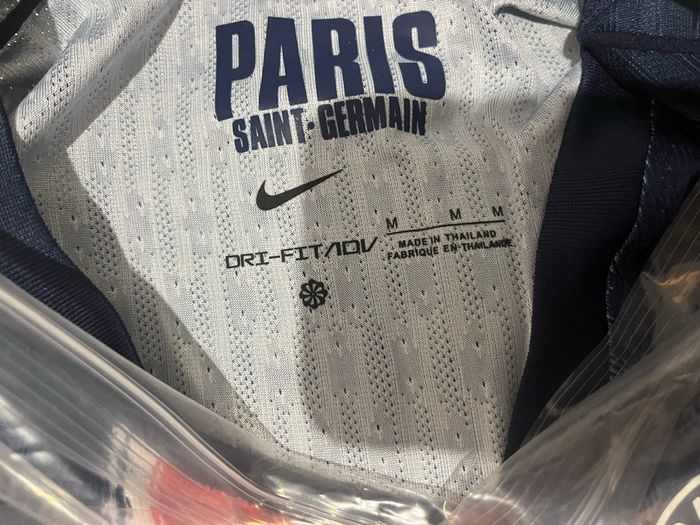 PARIS
SAINT-GERMAIN
DRI-FIT ADV
M M M
MADE IN THAILAND
FABRIQUE EN THAILANDE